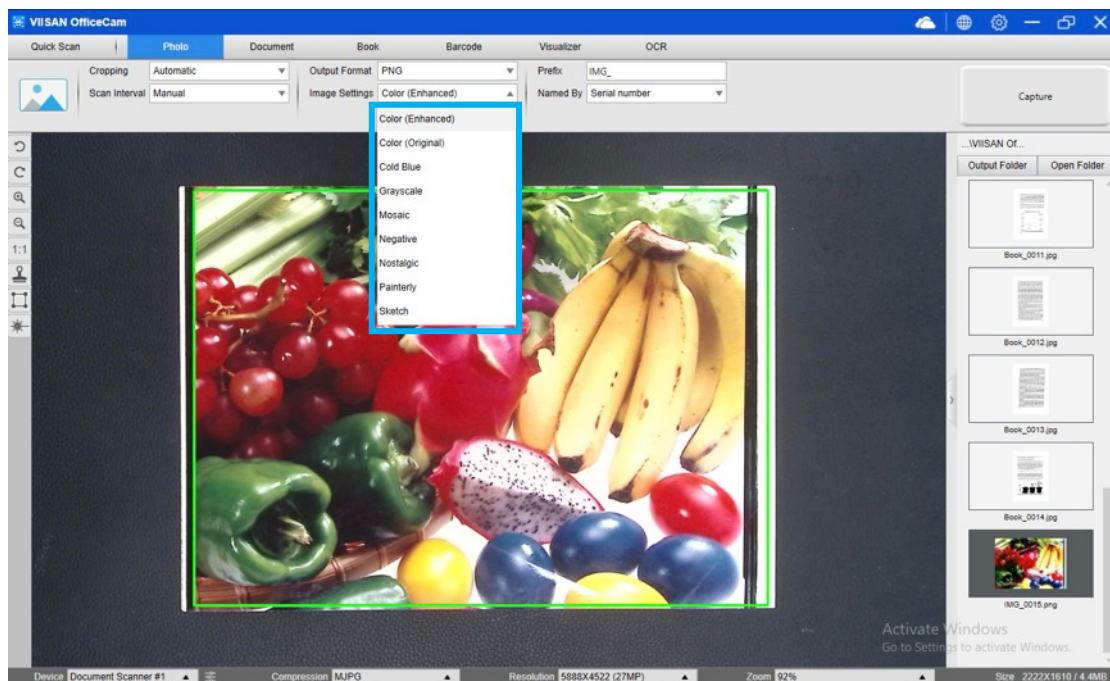 VIISAN OfficeCam
Quick Scan Photo Document Book Barcode Visualizer OCR
Cropping Automatic Output Format PNG Prefix IMG_
Scan Interval Manual Image Settings Color (Enhanced) Named By Serial number
Capture
Color (Enhanced)
Color (Original)
Cold Blue
Grayscale
Mosaic
Negative
Nostalgic
Painterly
Sketch
1:1
...\VIISAN Of...
Output Folder Open Folder
Book_0011.jpg
Book_0012.jpg
Book_0013.jpg
Book_0014.jpg
IMG_0015.png
Activate Windows
Go to Settings to activate Windows.
Device Document Scanner #1 Compression MJPG Resolution 5888X4522 (27MP) Zoom 92% Size 2222X1610 / 4.4MB